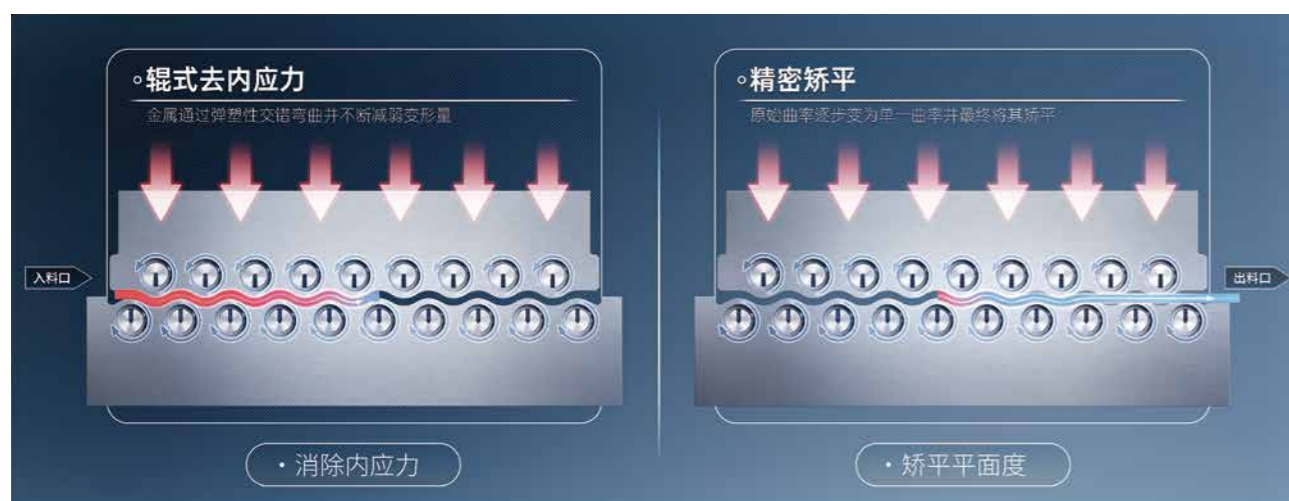 辊式去内应力
金属通过弹塑性交错弯曲并不断减弱变形量
入料口
·消除内应力
精密矫平
原始曲率逐步变为单一曲率并最终将其矫平
出料口
·矫平平面度